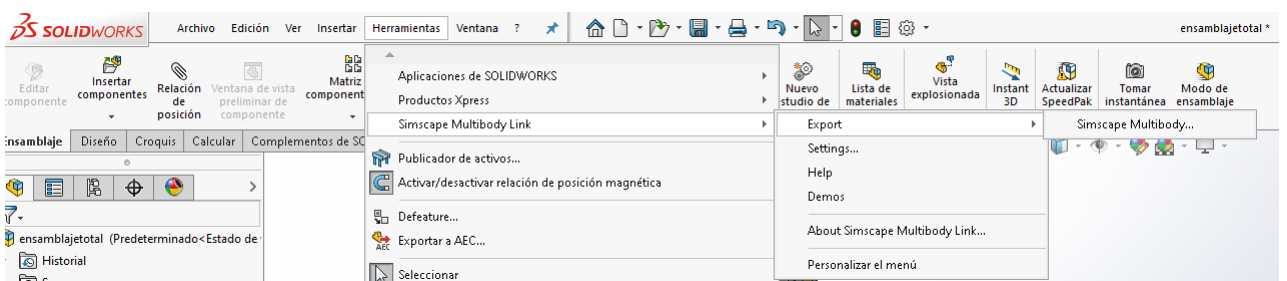 SOLIDWORKS Archivo Edición Ver Insertar Herramientas Ventana ? ensamblajetotal *
Editar
Insertar
componentes
Relación
de
posición
Ventana de vista
preliminar de
componente
Matriz
component
Nuevo
studio de
Lista de
materiales
Vista
explosionada
Instant
3D
Actualizar
SpeedPak
Tomar
instantánea
Modo de
ensamblaje
Ensamblaje Diseño Croquis Calcular Complementos de SO
ensamblajetotal (Predeterminado<Estado de
Historial
Aplicaciones de SOLIDWORKS
Productos Xpress
Simscape Multibody Link
Publicador de activos...
Activar/desactivar relación de posición magnética
Defeature...
Exportar a AEC...
Seleccionar
Export
Settings...
Help
Demos
About Simscape Multibody Link...
Personalizar el menú
Simscape Multibody...